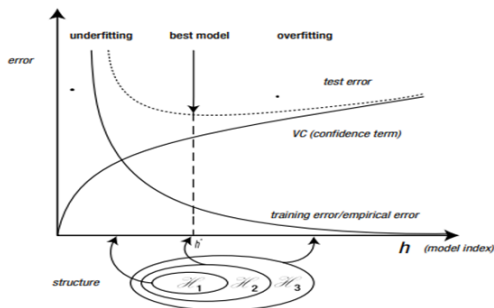 underfitting best model overfitting
error
test error
VC (confidence term)
training error/empirical error
h*
h (model index)
structure
ℋ1 ℋ2 ℋ3